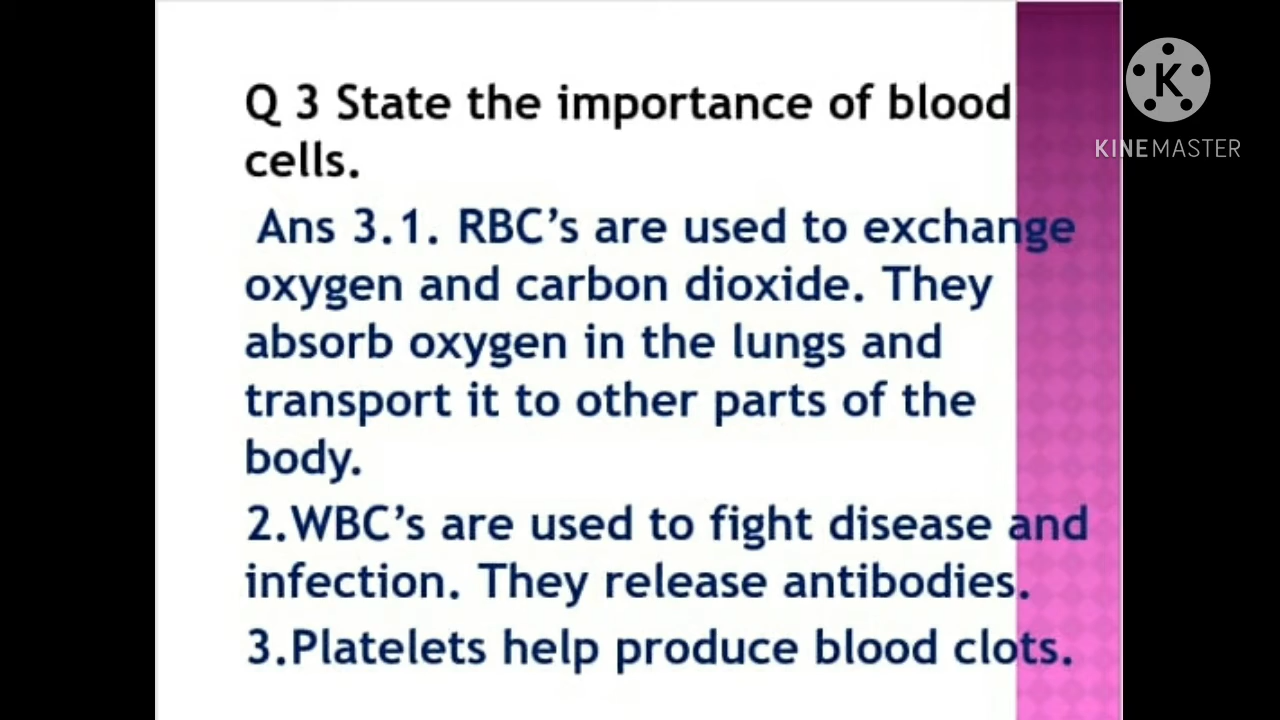 Q 3 State the importance of blood
cells.
Ans 3.1. RBC’s are used to exchange
oxygen and carbon dioxide. They
absorb oxygen in the lungs and
transport it to other parts of the
body.
2.WBC’s are used to fight disease and
infection. They release antibodies.
3.Platelets help produce blood clots.
K
KINEMASTER